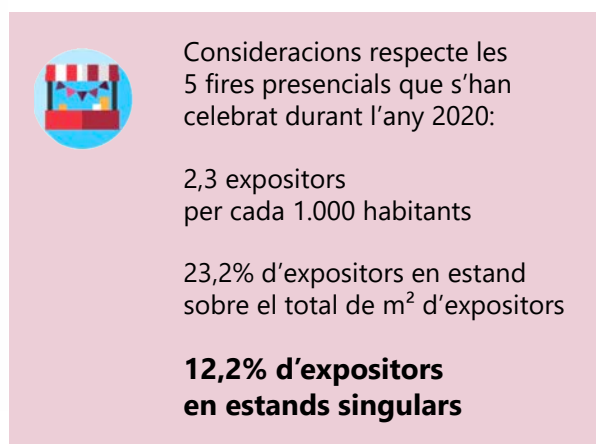 Consideracions respecte les
5 fires presencials que s’han
celebrat durant l’any 2020:
2,3 expositors
per cada 1.000 habitants
23,2% d’expositors en estand
sobre el total de m² d’expositors
12,2% d’expositors
en estands singulars